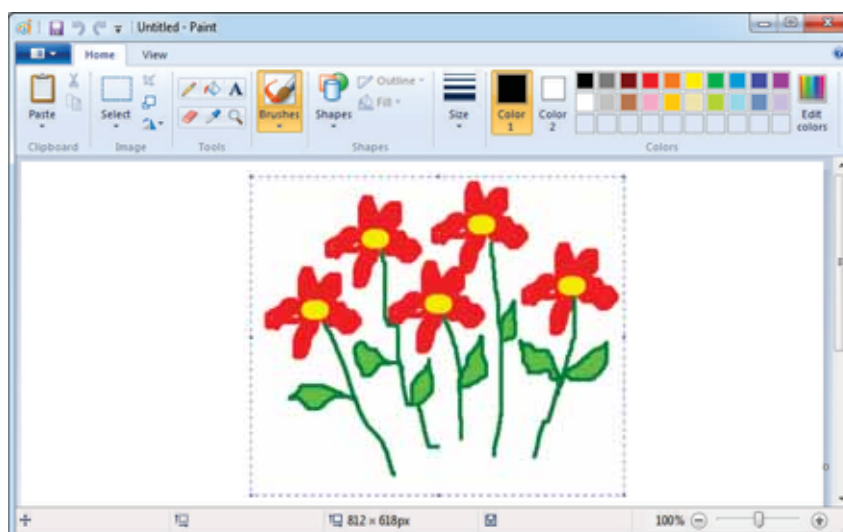 Untitled - Paint
Home View
Paste
Select
Brushes
Shapes
Outline
Fill
Size
Color 1
Color 2
Edit colors
Clipboard Image Tools Shapes Colors
812 × 618px 100%